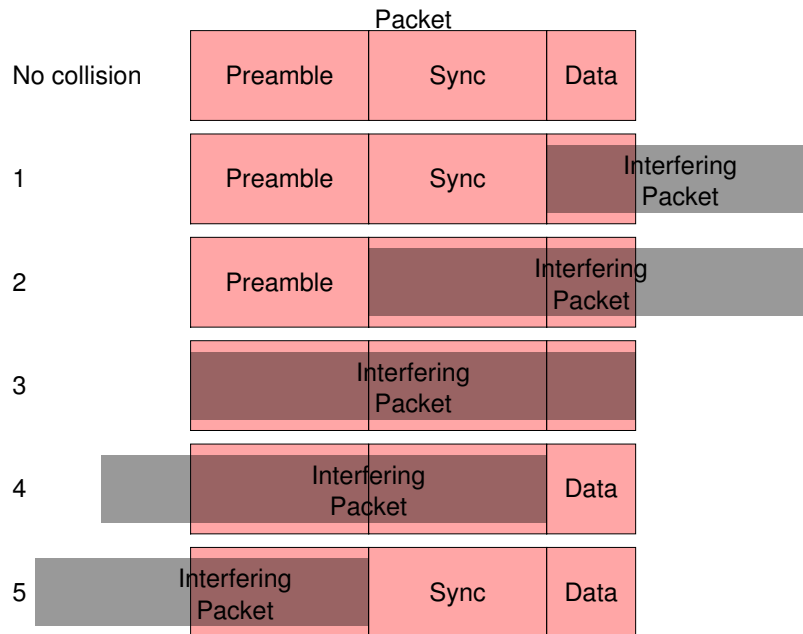 Packet
No collision Preamble Sync Data
1 Preamble Sync Interfering
Packet
2 Preamble Interfering
Packet
3 Interfering
Packet
4 Interfering Data
Packet
5 Interfering Sync Data
Packet